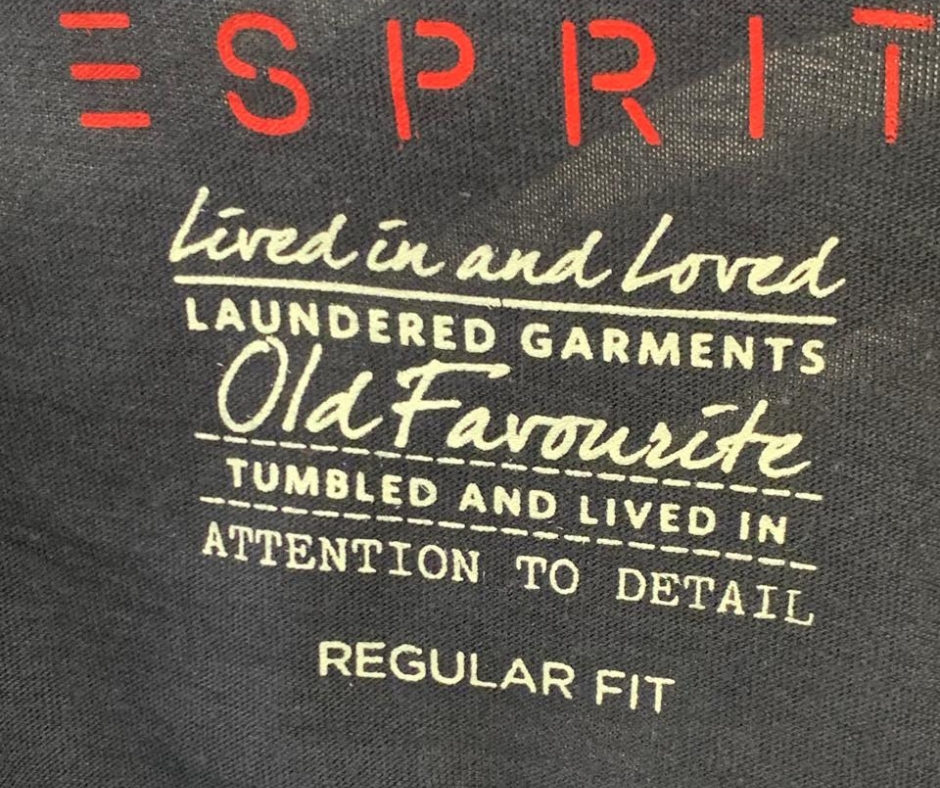 ESPRIT
Lived in and Loved
LAUNDERED GARMENTS
Old Favourite
TUMBLED AND LIVED IN
ATTENTION TO DETAIL
REGULAR FIT